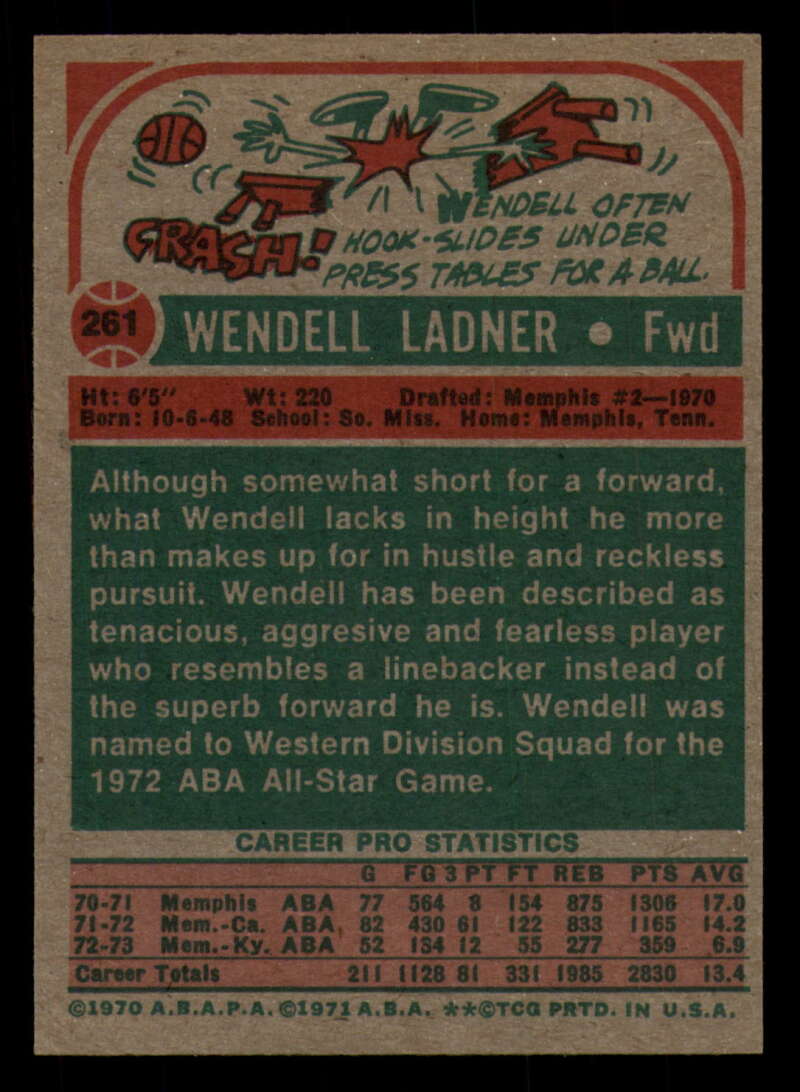 WENDELL OFTEN
CRASH! HOOK-SLIDES UNDER
PRESS TABLES FOR A BALL.
261 WENDELL LADNER • Fwd
Ht: 6'5" Wt: 220 Drafted: Memphis #2—1970
Born: 10-6-48 School: So. Miss. Home: Memphis, Tenn.
Although somewhat short for a forward,
what Wendell lacks in height he more
than makes up for in hustle and reckless
pursuit. Wendell has been described as
tenacious, aggresive and fearless player
who resembles a linebacker instead of
the superb forward he is. Wendell was
named to Western Division Squad for the
1972 ABA All-Star Game.
CAREER PRO STATISTICS
G FG 3 PT FT REB PTS AVG
70-71 Memphis ABA 77 564 8 154 875 1306 17.0
71-72 Mem.-Ca. ABA 82 430 61 122 833 1165 14.2
72-73 Mem.-Ky. ABA 52 134 12 55 277 359 6.9
Career Totals 211 1128 81 331 1985 2830 13.4
©1970 A.B.A.P.A. ©1971 A.B.A. **©TCG PRTD. IN U.S.A.